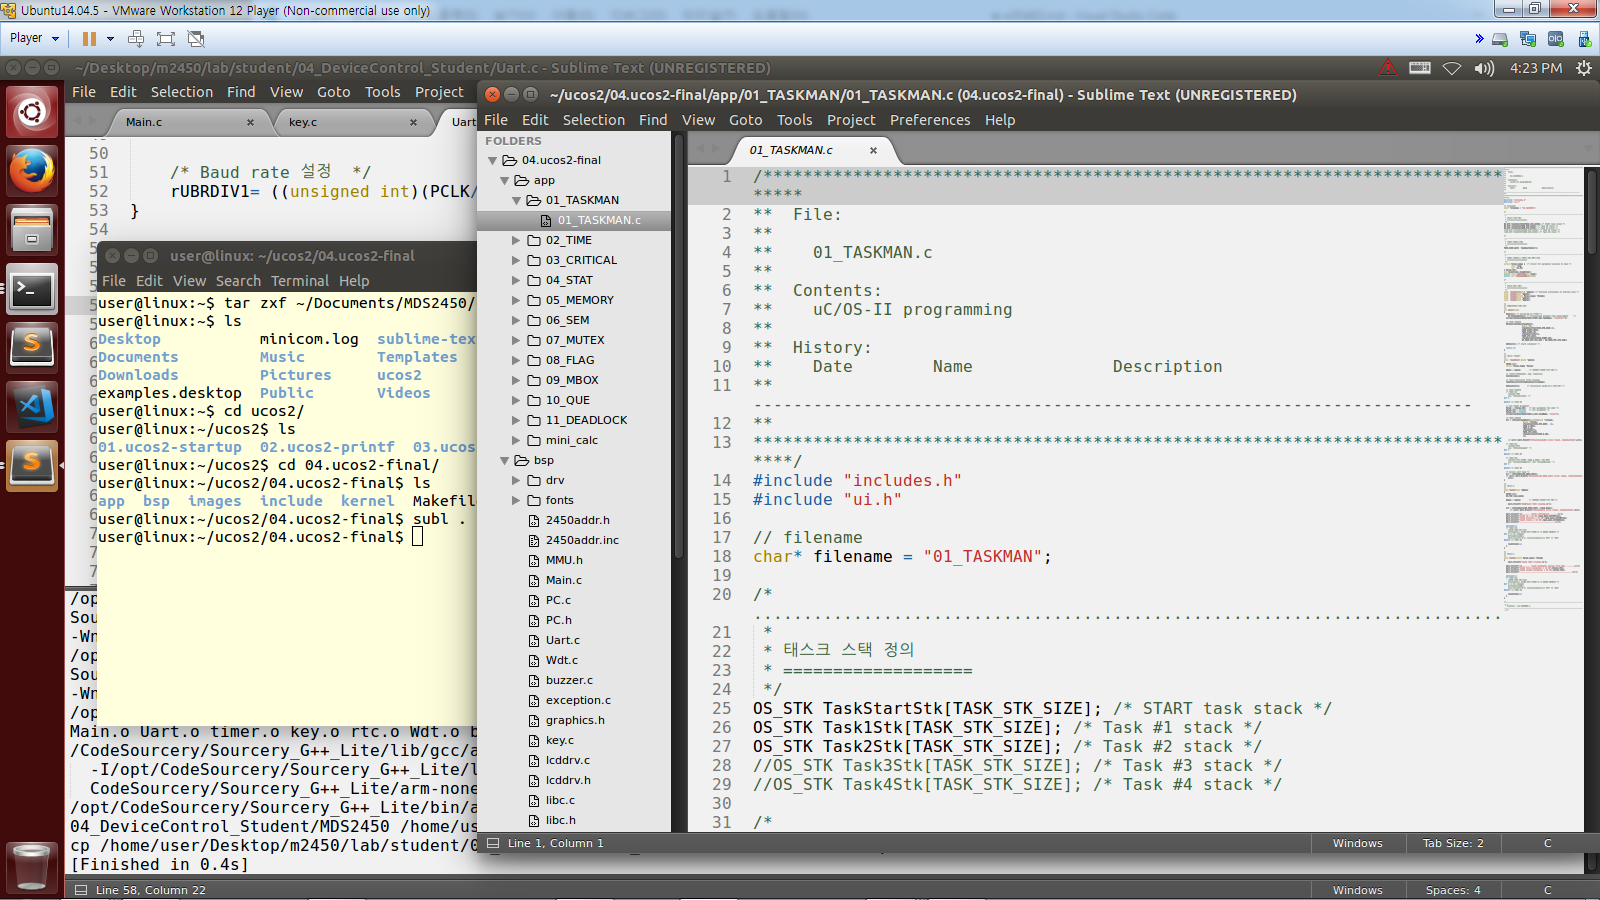 Ubuntu14.04.5 - VMware Workstation 12 Player (Non-commercial use only)
Player
~/Desktop/m2450/lab/student/04_DeviceControl_Student/Uart.c - Sublime Text (UNREGISTERED)
4:23 PM
File Edit Selection Find View Goto Tools Project
Main.c × key.c × Uart
50
51 /* Baud rate 설정 */
52 rUBRDIV1= ((unsigned int)(PCLK/
53 }
54
user@linux: ~/ucos2/04.ucos2-final
File Edit View Search Terminal Help
user@linux:~$ tar zxf ~/Documents/MDS2450/
user@linux:~$ ls
Desktop minicom.log sublime-tex
Documents Music Templates
Downloads Pictures ucos2
examples.desktop Public Videos
user@linux:~$ cd ucos2/
user@linux:~/ucos2$ ls
01.ucos2-startup 02.ucos2-printf 03.ucos
user@linux:~/ucos2$ cd 04.ucos2-final/
user@linux:~/ucos2/04.ucos2-final$ ls
app bsp images include kernel Makefile
user@linux:~/ucos2/04.ucos2-final$ subl .
user@linux:~/ucos2/04.ucos2-final$
/op
Sou
-Wn
/op
Sou
-Wn
/op
Main.o Uart.o timer.o key.o rtc.o Wdt.o b
/CodeSourcery/Sourcery_G++_Lite/lib/gcc/a
-I/opt/CodeSourcery/Sourcery_G++_Lite/l
CodeSourcery/Sourcery_G++_Lite/arm-none
/opt/CodeSourcery/Sourcery_G++_Lite/bin/a
04_DeviceControl_Student/MDS2450 /home/us
cp /home/user/Desktop/m2450/lab/student/0
[Finished in 0.4s]
Line 58, Column 22
Windows Spaces: 4 C
~/ucos2/04.ucos2-final/app/01_TASKMAN/01_TASKMAN.c (04.ucos2-final) - Sublime Text (UNREGISTERED)
File Edit Selection Find View Goto Tools Project Preferences Help
FOLDERS
04.ucos2-final
app
01_TASKMAN
01_TASKMAN.c
02_TIME
03_CRITICAL
04_STAT
05_MEMORY
06_SEM
07_MUTEX
08_FLAG
09_MBOX
10_QUE
11_DEADLOCK
mini_calc
bsp
drv
fonts
2450addr.h
2450addr.inc
MMU.h
Main.c
PC.c
PC.h
Uart.c
Wdt.c
buzzer.c
exception.c
graphics.h
key.c
lcddrv.c
lcddrv.h
libc.c
libc.h
01_TASKMAN.c ×
1 /***************************************************************************
*****
2 ** File:
3 **
4 ** 01_TASKMAN.c
5 **
6 ** Contents:
7 ** uC/OS-II programming
8 **
9 ** History:
10 ** Date Name Description
11 **
------------------------------------------------------------------------
12 **
13 ***************************************************************************
****/
14 #include "includes.h"
15 #include "ui.h"
16
17 // filename
18 char* filename = "01_TASKMAN";
19
20 /*
...........................................................................
21 *
22 * 태스크 스택 정의
23 * ===================
24 */
25 OS_STK TaskStartStk[TASK_STK_SIZE]; /* START task stack */
26 OS_STK Task1Stk[TASK_STK_SIZE]; /* Task #1 stack */
27 OS_STK Task2Stk[TASK_STK_SIZE]; /* Task #2 stack */
28 //OS_STK Task3Stk[TASK_STK_SIZE]; /* Task #3 stack */
29 //OS_STK Task4Stk[TASK_STK_SIZE]; /* Task #4 stack */
30
31 /*
Line 1, Column 1
Windows Tab Size: 2 C